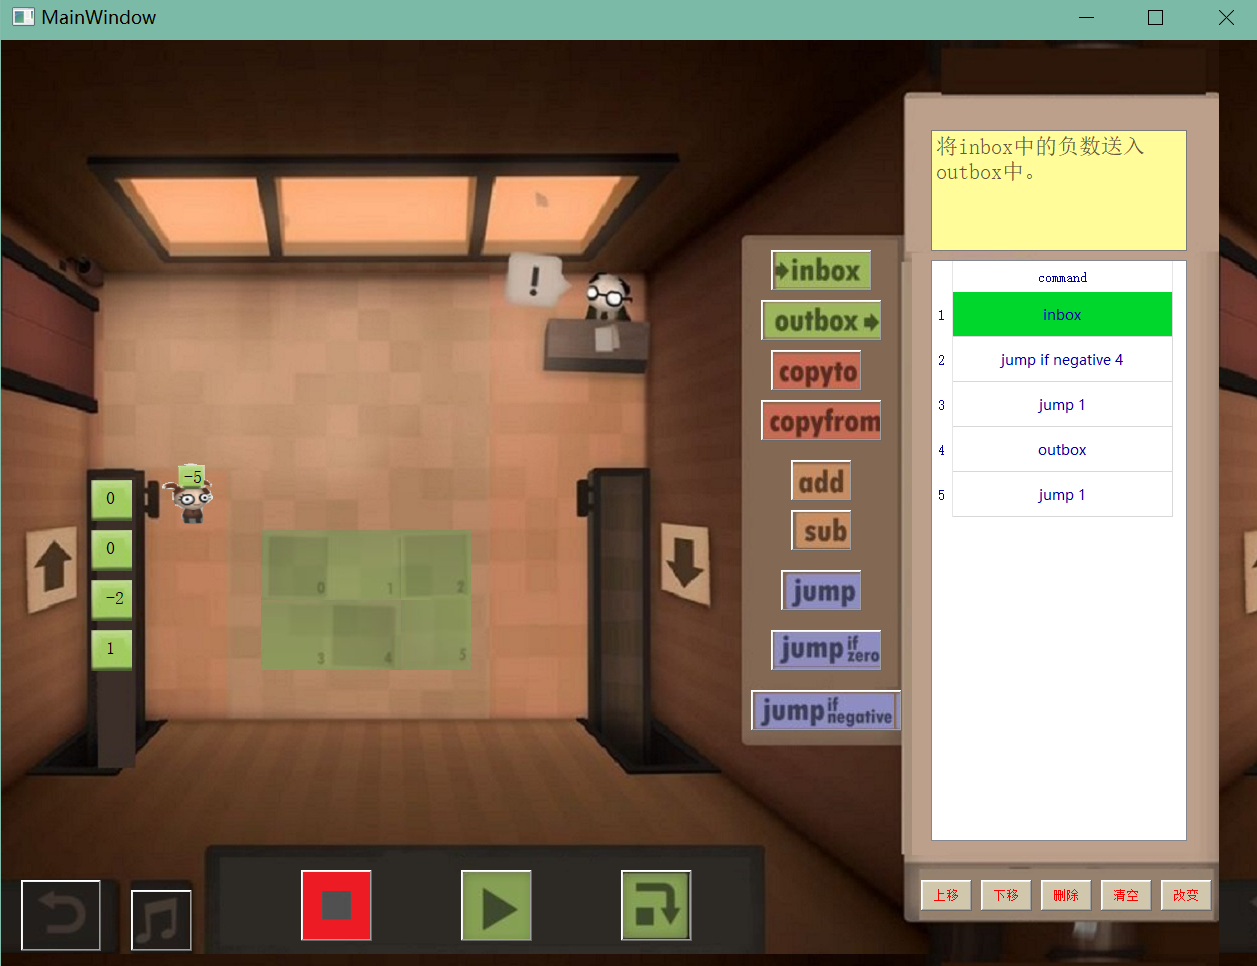 MainWindow
将inbox中的负数送入
outbox中。
!
inbox
outbox
copyto
copyfrom
add
sub
jump
jump if zero
jump if negative
command
1 inbox
2 jump if negative 4
3 jump 1
4 outbox
5 jump 1
-5
0
0
-2
1
0 1 2
3 4 5
上移 下移 删除 清空 改变